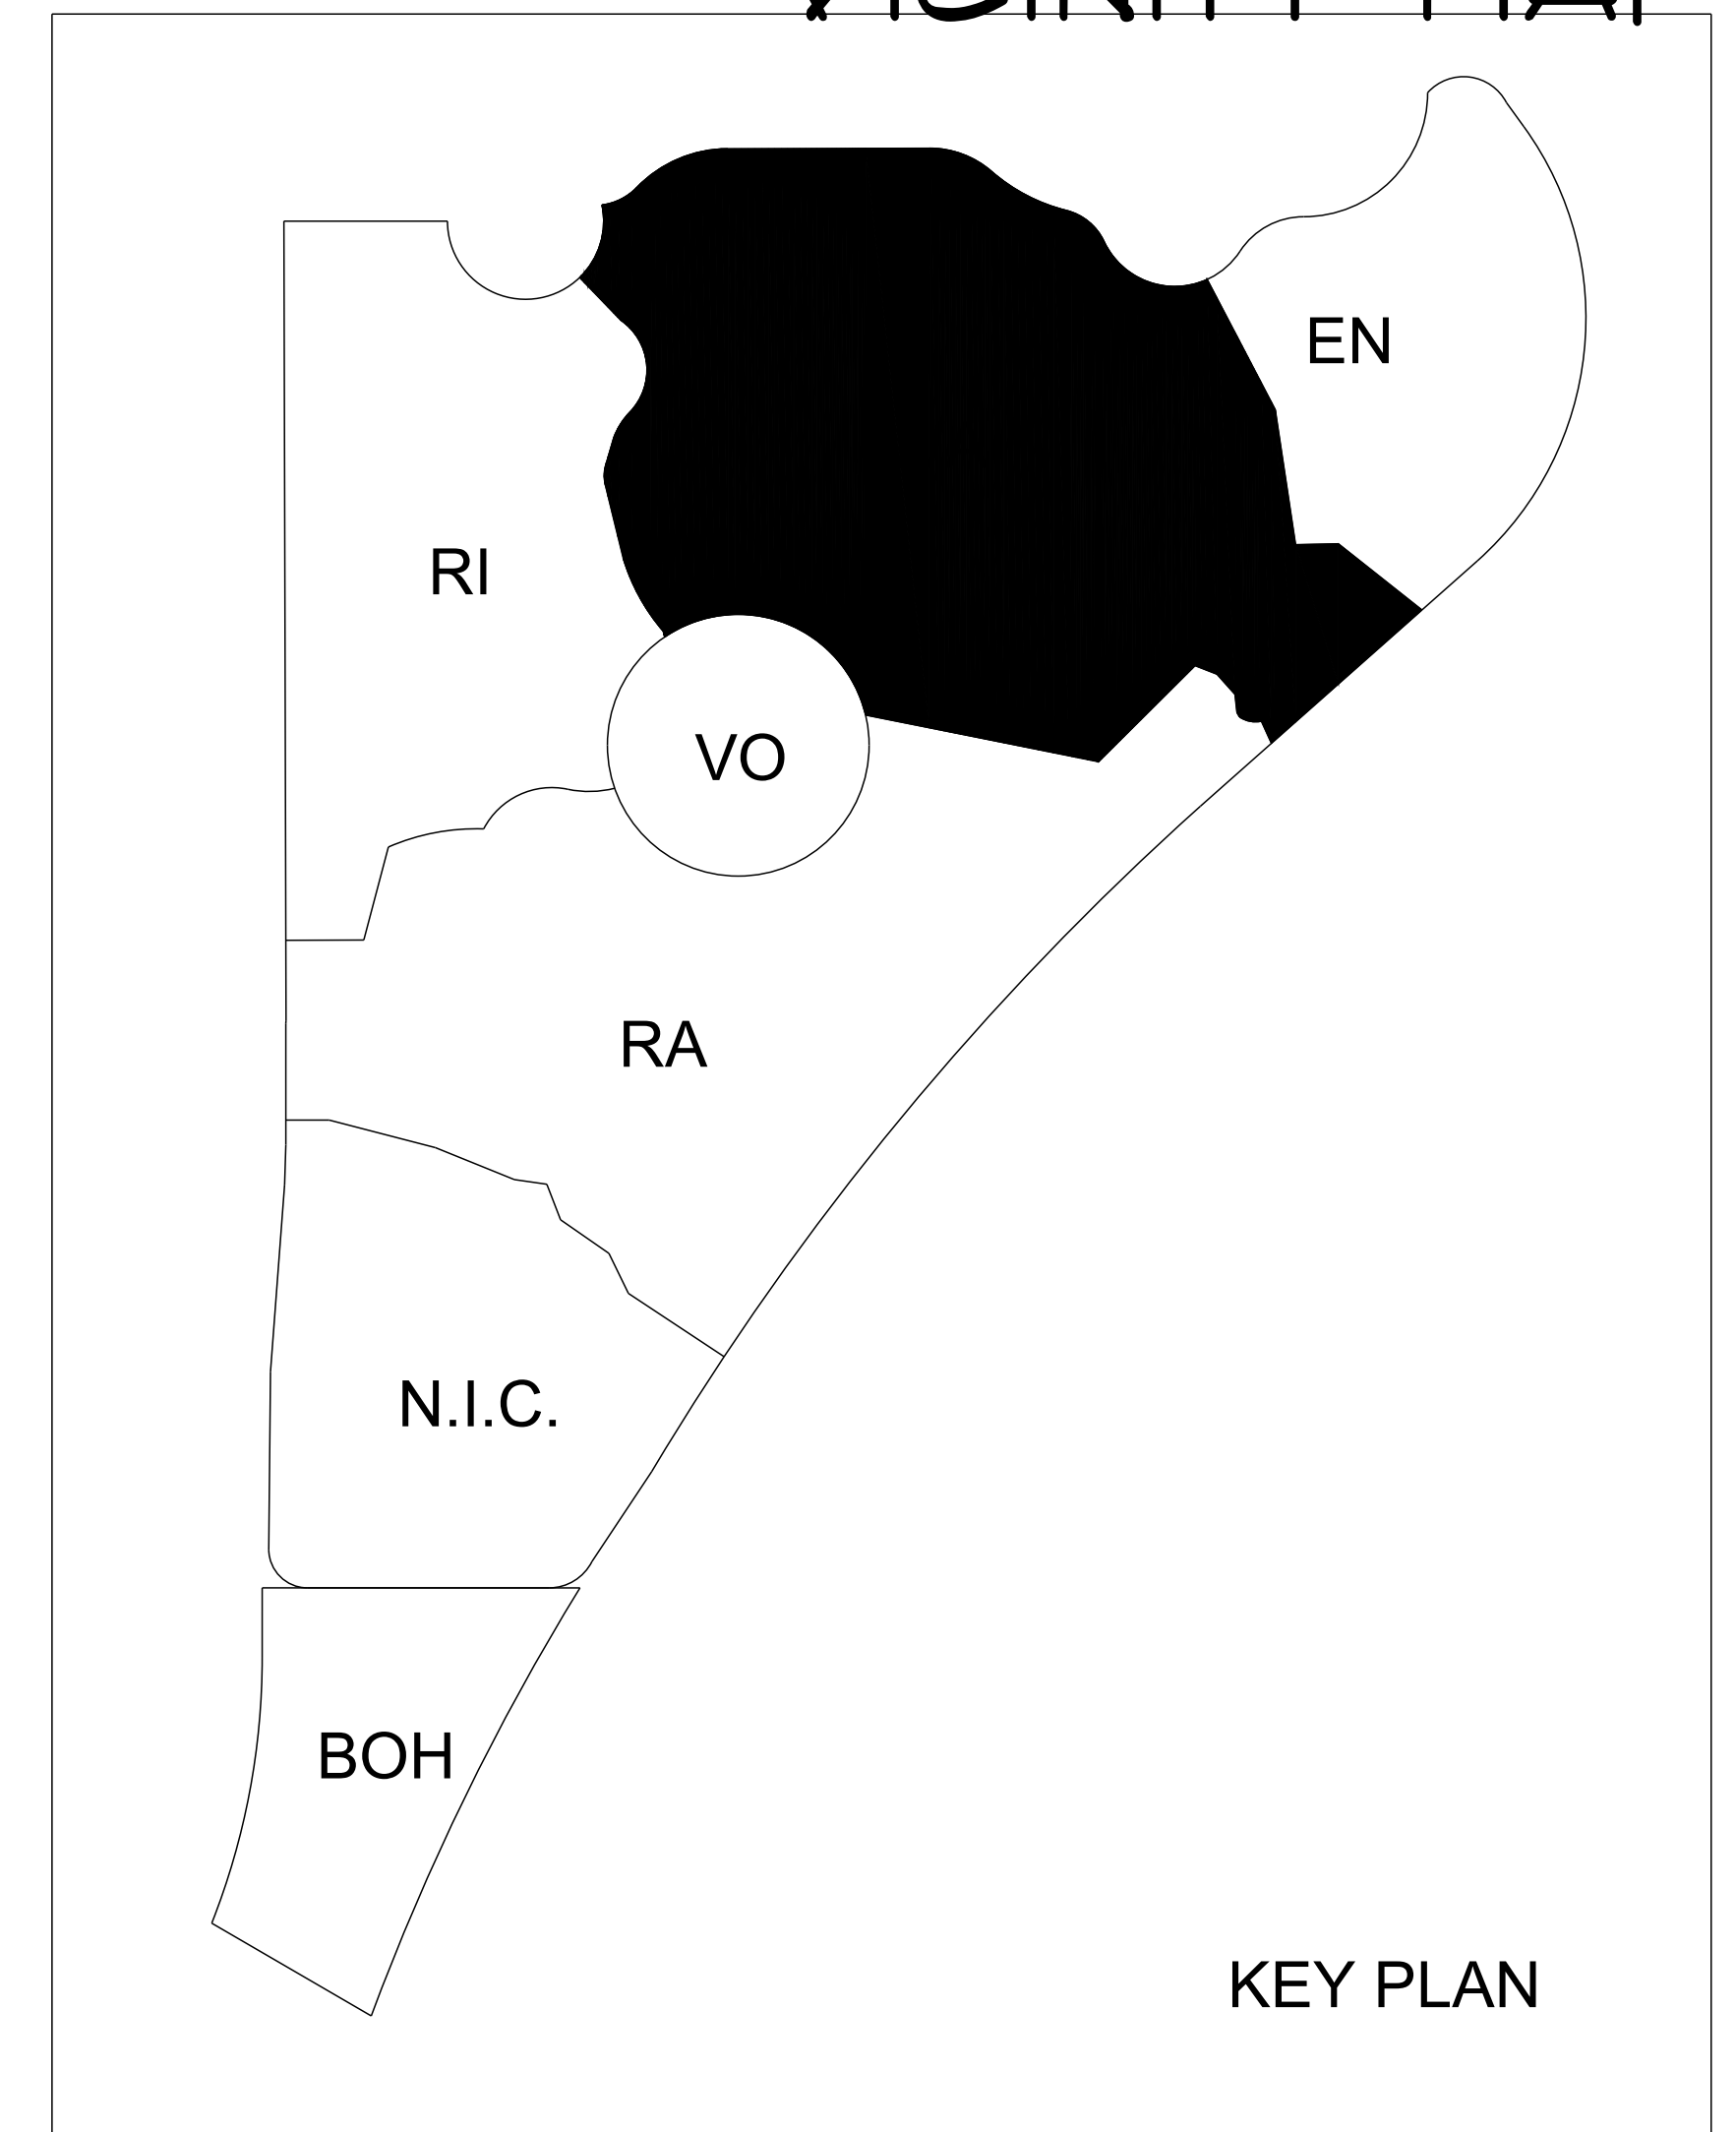 EN
RI
VO
RA
N.I.C.
BOH
KEY PLAN